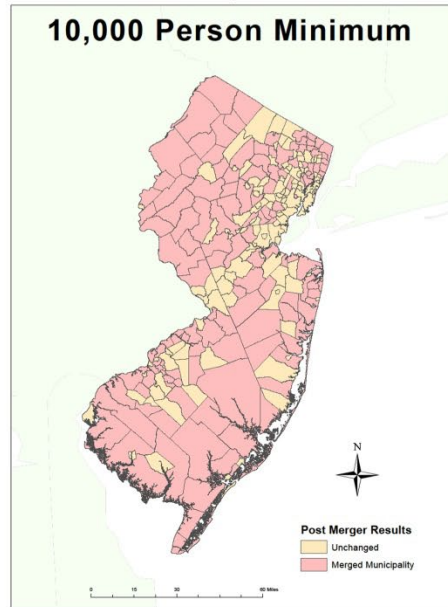 10,000 Person Minimum
N
Post Merger Results
Unchanged
Merged Municipality
0 15 30 60 Miles